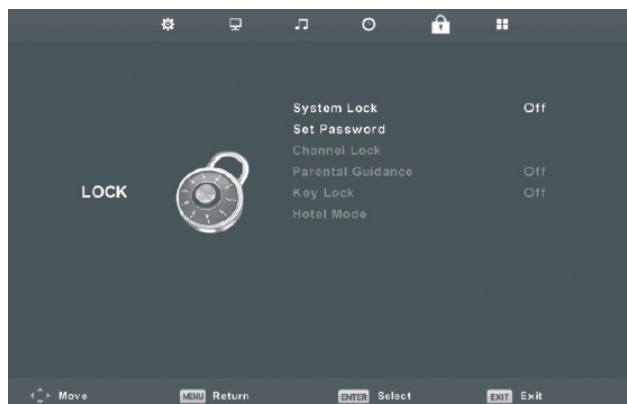 System Lock Off
Set Password
Channel Lock
Parental Guidance Off
Key Lock Off
Hotel Mode
LOCK
Move MENU Return ENTER Select EXIT Exit